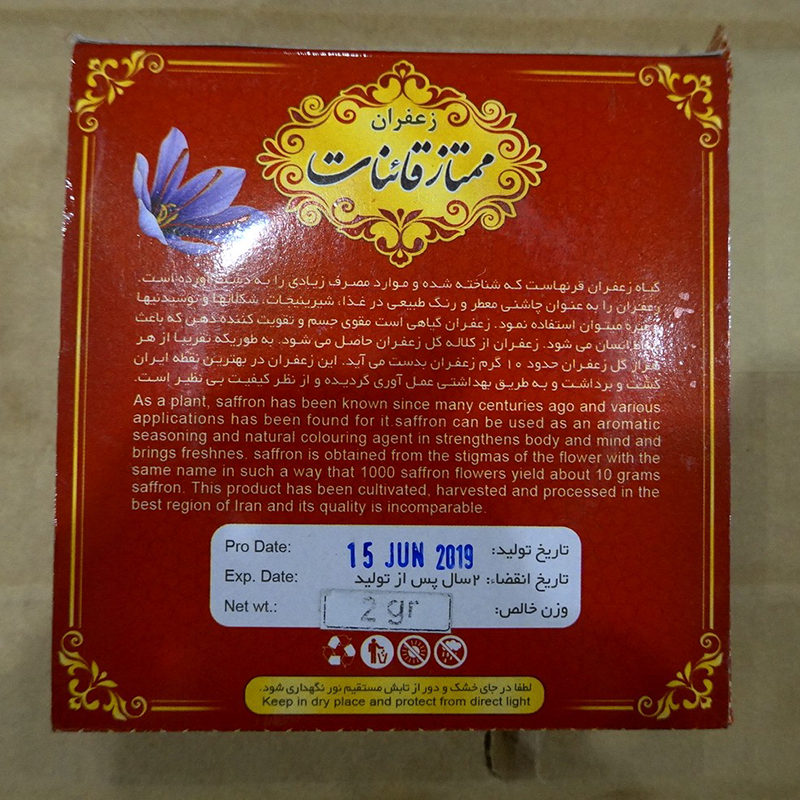 زعفران
ممتاز قائنات
گیاه زعفران قرنهاست که شناخته شده و موارد مصرف زیادی را به دست آورده است.
زعفران را به عنوان چاشنی معطر و رنگ طبیعی در غذا، شیرینیجات، شکلاتها و نوشیدنیها
وغیره میتوان استفاده نمود. زعفران گیاهی است مقوی جسم و تقویت کننده ذهن که باعث
نشاط انسان می شود. زعفران از کلاله گل زعفران حاصل می شود. به طوریکه تقریبا از هر
هزار گل زعفران حدود ۱۰ گرم زعفران بدست می آید. این زعفران در بهترین نقطه ایران
کشت و برداشت و به طریق بهداشتی عمل آوری گردیده و از نظر کیفیت بی نظیر است.
As a plant, saffron has been known since many centuries ago and various
applications has been found for it.saffron can be used as an aromatic
seasoning and natural colouring agent in strengthens body and mind and
brings freshnes. saffron is obtained from the stigmas of the flower with the
same name in such a way that 1000 saffron flowers yield about 10 grams
saffron. This product has been cultivated, harvested and processed in the
best region of Iran and its quality is incomparable.
Pro Date: 15 JUN 2019 تاریخ تولید:
Exp. Date: تاریخ انقضاء: ۲سال پس از تولید
Net wt.: 2 gr وزن خالص:
لطفا در جای خشک و دور از تابش مستقیم نور نگهداری شود.
Keep in dry place and protect from direct light